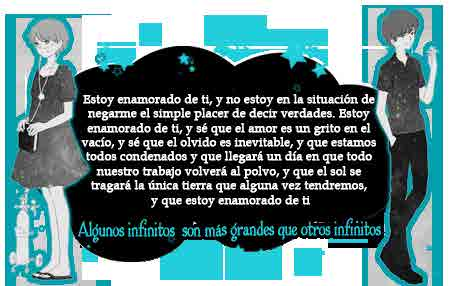 Estoy enamorado de ti, y no estoy en la situación de
negarme el simple placer de decir verdades. Estoy
enamorado de ti, y sé que el amor es un grito en el
vacío, y sé que el olvido es inevitable, y que estamos
todos condenados y que llegará un día en que todo
nuestro trabajo volverá al polvo, y que el sol se
tragará la única tierra que alguna vez tendremos,
y que estoy enamorado de ti
Algunos infinitos son más grandes que otros infinitos